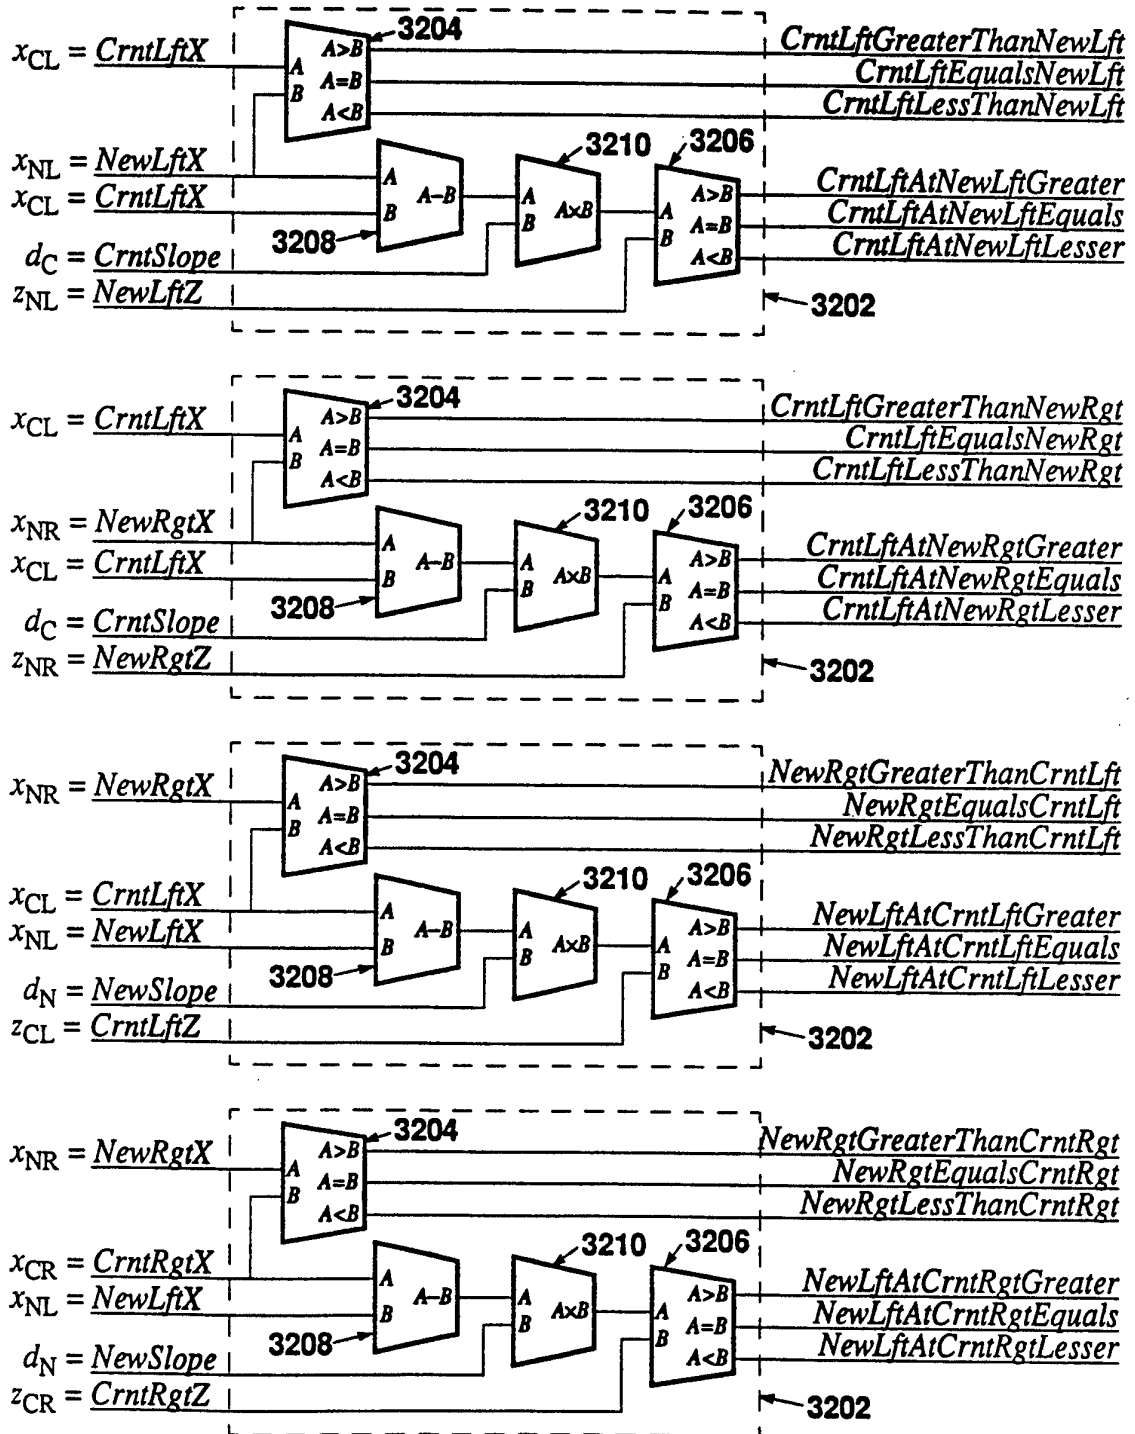 3204
x_CL = CrntLftX
A
B
A>B
A=B
A<B
CrntLftGreaterThanNewLft
CrntLftEqualsNewLft
CrntLftLessThanNewLft
x_NL = NewLftX
x_CL = CrntLftX
d_C = CrntSlope
z_NL = NewLftZ
A
B
A–B
3208
3210
A
B
A×B
3206
A
B
A>B
A=B
A<B
CrntLftAtNewLftGreater
CrntLftAtNewLftEquals
CrntLftAtNewLftLesser
3202
3204
x_CL = CrntLftX
A
B
A>B
A=B
A<B
CrntLftGreaterThanNewRgt
CrntLftEqualsNewRgt
CrntLftLessThanNewRgt
x_NR = NewRgtX
x_CL = CrntLftX
d_C = CrntSlope
z_NR = NewRgtZ
A
B
A–B
3208
3210
A
B
A×B
3206
A
B
A>B
A=B
A<B
CrntLftAtNewRgtGreater
CrntLftAtNewRgtEquals
CrntLftAtNewRgtLesser
3202
3204
x_NR = NewRgtX
A
B
A>B
A=B
A<B
NewRgtGreaterThanCrntLft
NewRgtEqualsCrntLft
NewRgtLessThanCrntLft
x_CL = CrntLftX
x_NL = NewLftX
d_N = NewSlope
z_CL = CrntLftZ
A
B
A–B
3208
3210
A
B
A×B
3206
A
B
A>B
A=B
A<B
NewLftAtCrntLftGreater
NewLftAtCrntLftEquals
NewLftAtCrntLftLesser
3202
3204
x_NR = NewRgtX
A
B
A>B
A=B
A<B
NewRgtGreaterThanCrntRgt
NewRgtEqualsCrntRgt
NewRgtLessThanCrntRgt
x_CR = CrntRgtX
x_NL = NewLftX
d_N = NewSlope
z_CR = CrntRgtZ
A
B
A–B
3208
3210
A
B
A×B
3206
A
B
A>B
A=B
A<B
NewLftAtCrntRgtGreater
NewLftAtCrntRgtEquals
NewLftAtCrntRgtLesser
3202